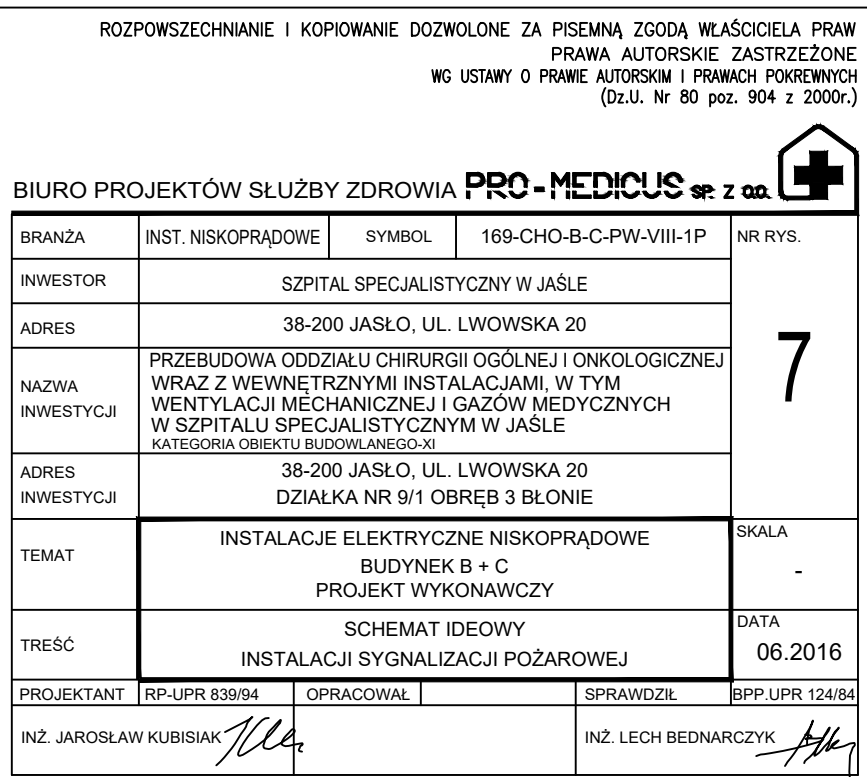 ROZPOWSZECHNIANIE I KOPIOWANIE DOZWOLONE ZA PISEMNĄ ZGODĄ WŁAŚCICIELA PRAW
PRAWA AUTORSKIE ZASTRZEŻONE
WG USTAWY O PRAWIE AUTORSKIM I PRAWACH POKREWNYCH
(Dz.U. Nr 80 poz. 904 z 2000r.)
BIURO PROJEKTÓW SŁUŻBY ZDROWIA PRO-MEDICUS SP. Z O.O.
BRANŻA INST. NISKOPRĄDOWE SYMBOL 169-CHO-B-C-PW-VIII-1P NR RYS.
INWESTOR SZPITAL SPECJALISTYCZNY W JAŚLE
ADRES 38-200 JASŁO, UL. LWOWSKA 20
7
NAZWA
INWESTYCJI
PRZEBUDOWA ODDZIAŁU CHIRURGII OGÓLNEJ I ONKOLOGICZNEJ
WRAZ Z WEWNĘTRZNYMI INSTALACJAMI, W TYM
WENTYLACJI MECHANICZNEJ I GAZÓW MEDYCZNYCH
W SZPITALU SPECJALISTYCZNYM W JAŚLE
KATEGORIA OBIEKTU BUDOWLANEGO-XI
ADRES
INWESTYCJI
38-200 JASŁO, UL. LWOWSKA 20
DZIAŁKA NR 9/1 OBRĘB 3 BŁONIE
TEMAT
INSTALACJE ELEKTRYCZNE NISKOPRĄDOWE
BUDYNEK B + C
PROJEKT WYKONAWCZY
SKALA
-
TREŚĆ
SCHEMAT IDEOWY
INSTALACJI SYGNALIZACJI POŻAROWEJ
DATA
06.2016
PROJEKTANT RP-UPR 839/94 OPRACOWAŁ SPRAWDZIŁ BPP.UPR 124/84
INŻ. JAROSŁAW KUBISIAK INŻ. LECH BEDNARCZYK